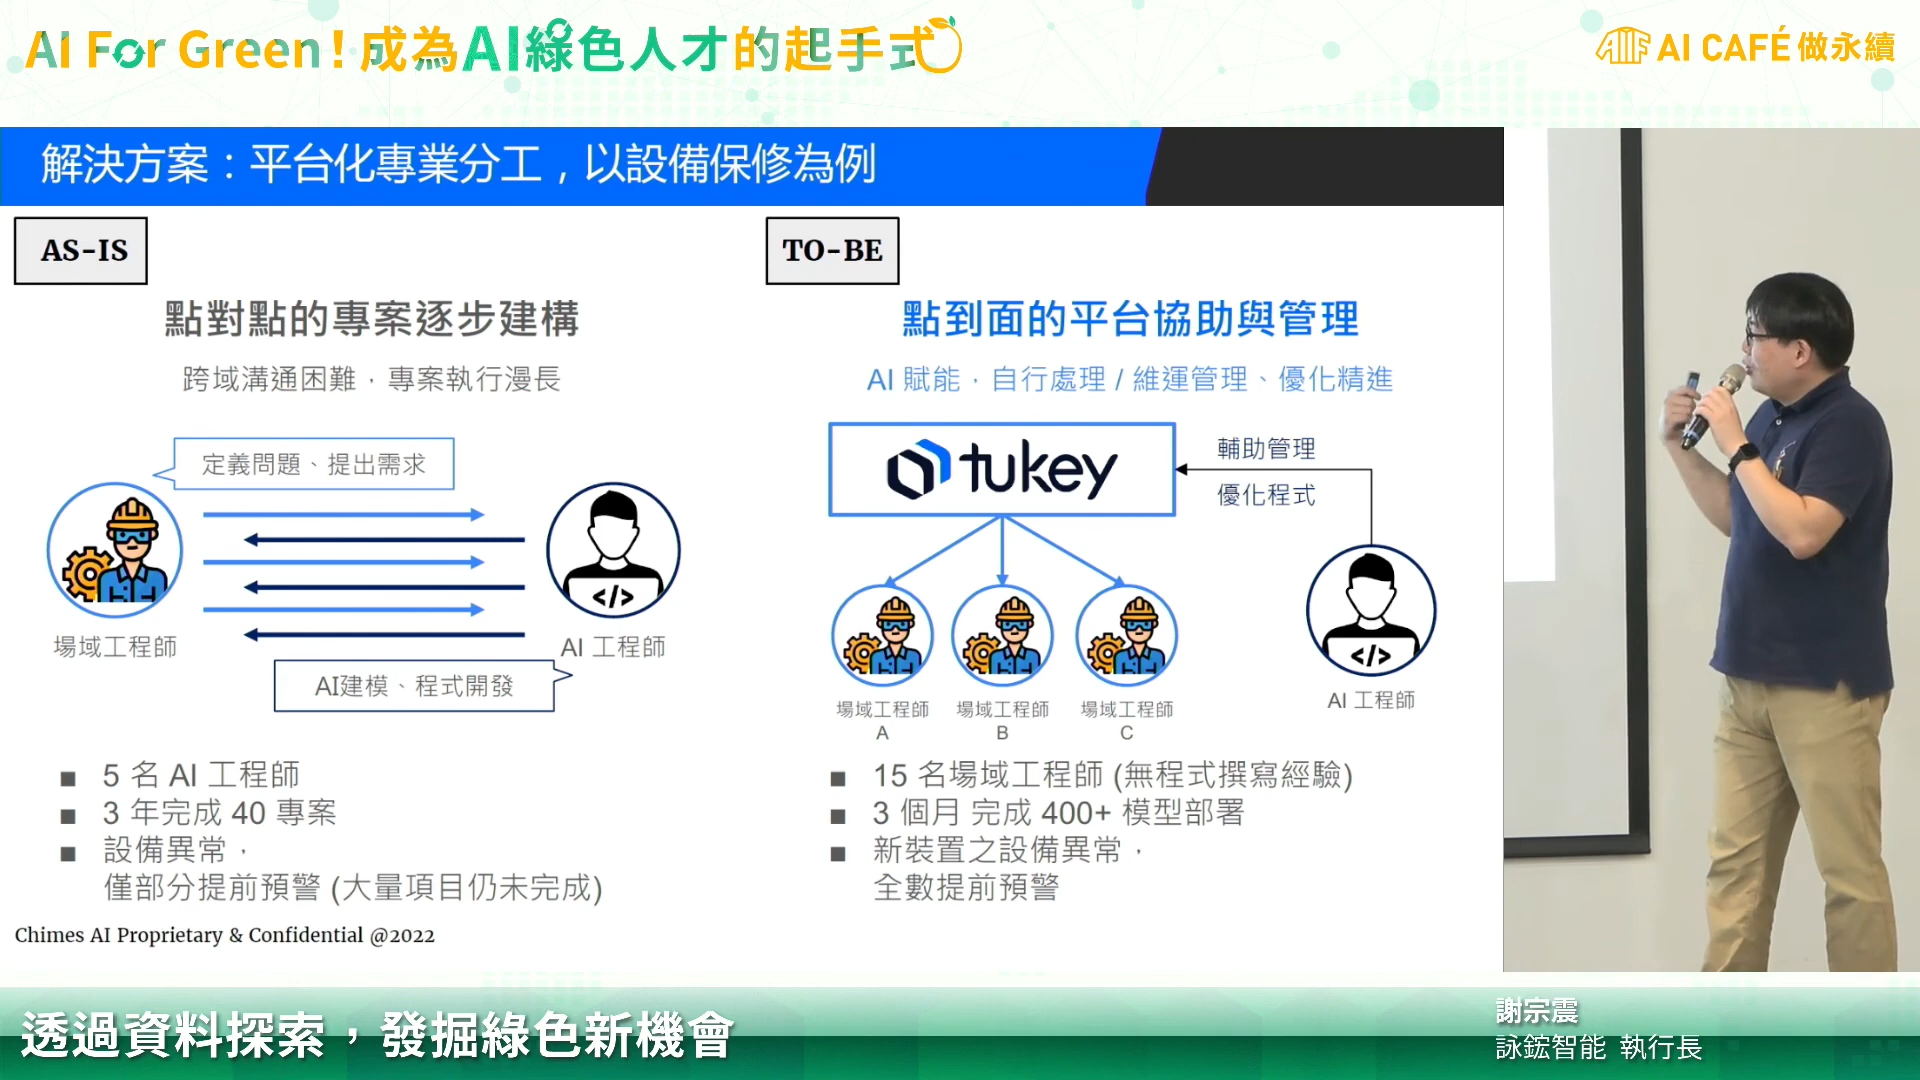 AI For Green！成為AI綠色人才的起手式
AIF AI CAFÉ 做永續
解決方案：平台化專業分工，以設備保修為例
AS-IS
點對點的專案逐步建構
跨域溝通困難，專案執行漫長
定義問題、提出需求
</>
場域工程師
AI 工程師
AI建模、程式開發
■ 5 名 AI 工程師
■ 3 年完成 40 專案
■ 設備異常，
僅部分提前預警 (大量項目仍未完成)
TO-BE
點到面的平台協助與管理
AI 賦能，自行處理 / 維運管理、優化精進
tukey
輔助管理
優化程式
</>
場域工程師
A
場域工程師
B
場域工程師
C
AI 工程師
■ 15 名場域工程師 (無程式撰寫經驗)
■ 3 個月 完成 400+ 模型部署
■ 新裝置之設備異常，
全數提前預警
Chimes AI Proprietary & Confidential @2022
透過資料探索，發掘綠色新機會
謝宗震
詠鋐智能 執行長